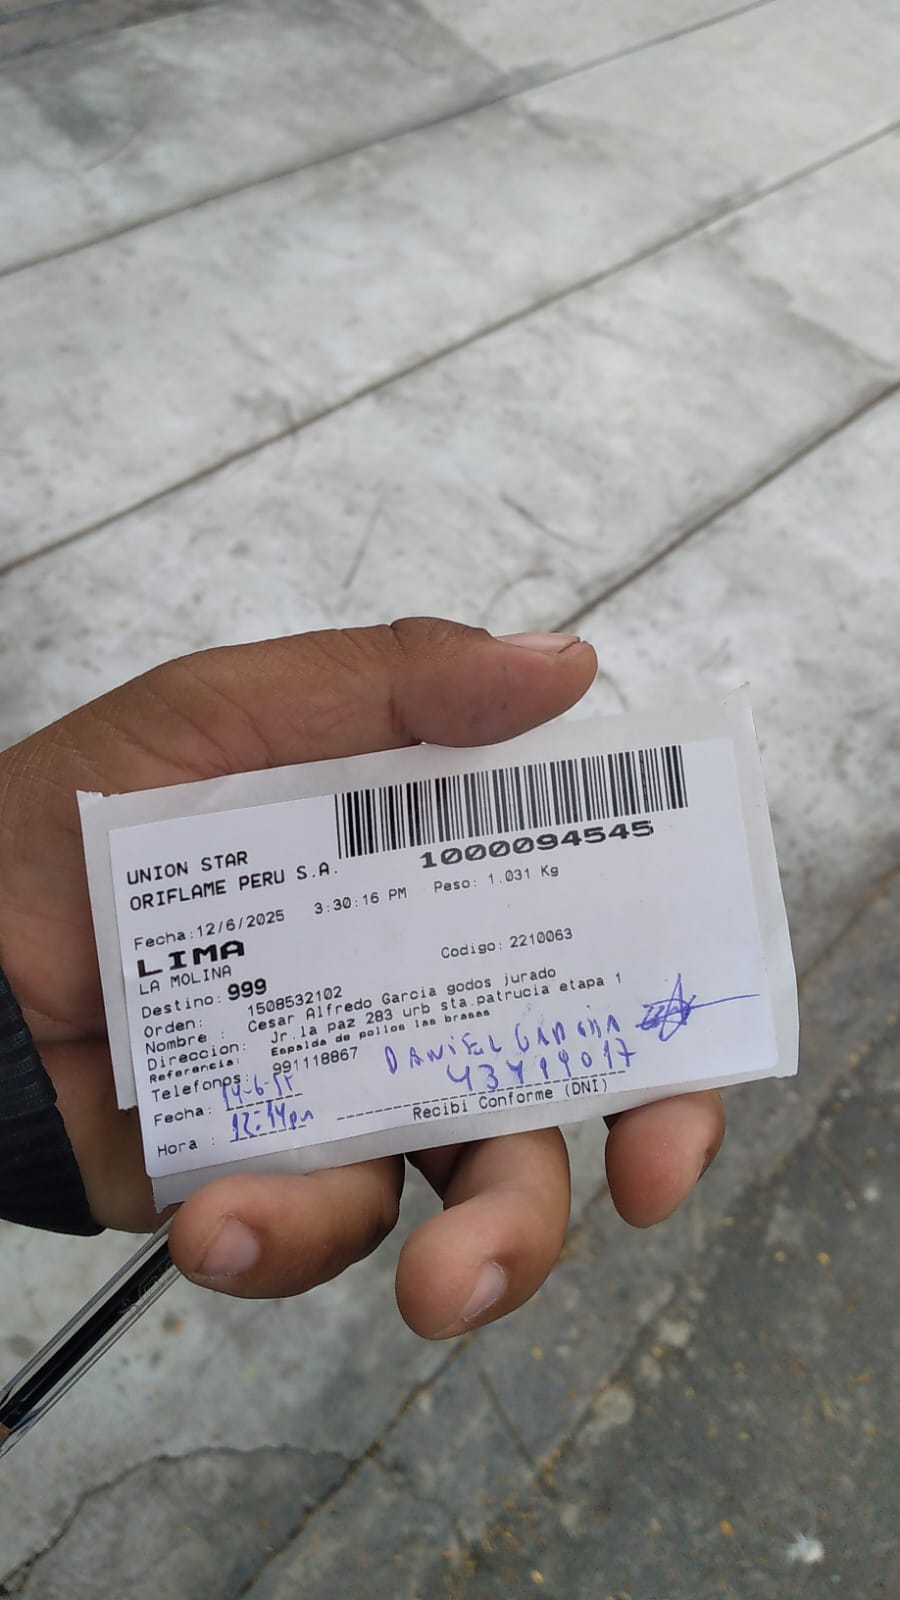 1000094545
UNION STAR
ORIFLAME PERU S.A.
Fecha:12/6/2025 3:30:16 PM Peso: 1.031 Kg
LIMA
LA MOLINA
Destino: 999 Codigo: 2210063
Orden: 1508532102
Nombre : Cesar Alfredo Garcia godos jurado
Direccion: Jr.la paz 283 urb sta.patrucia etapa 1
Referencia: Espalda de pollos las brasas
Telefonos: 991118867
DANIEL GARCIA
Fecha:
Hora : 12:14pm
Recibi Conforme (DNI)